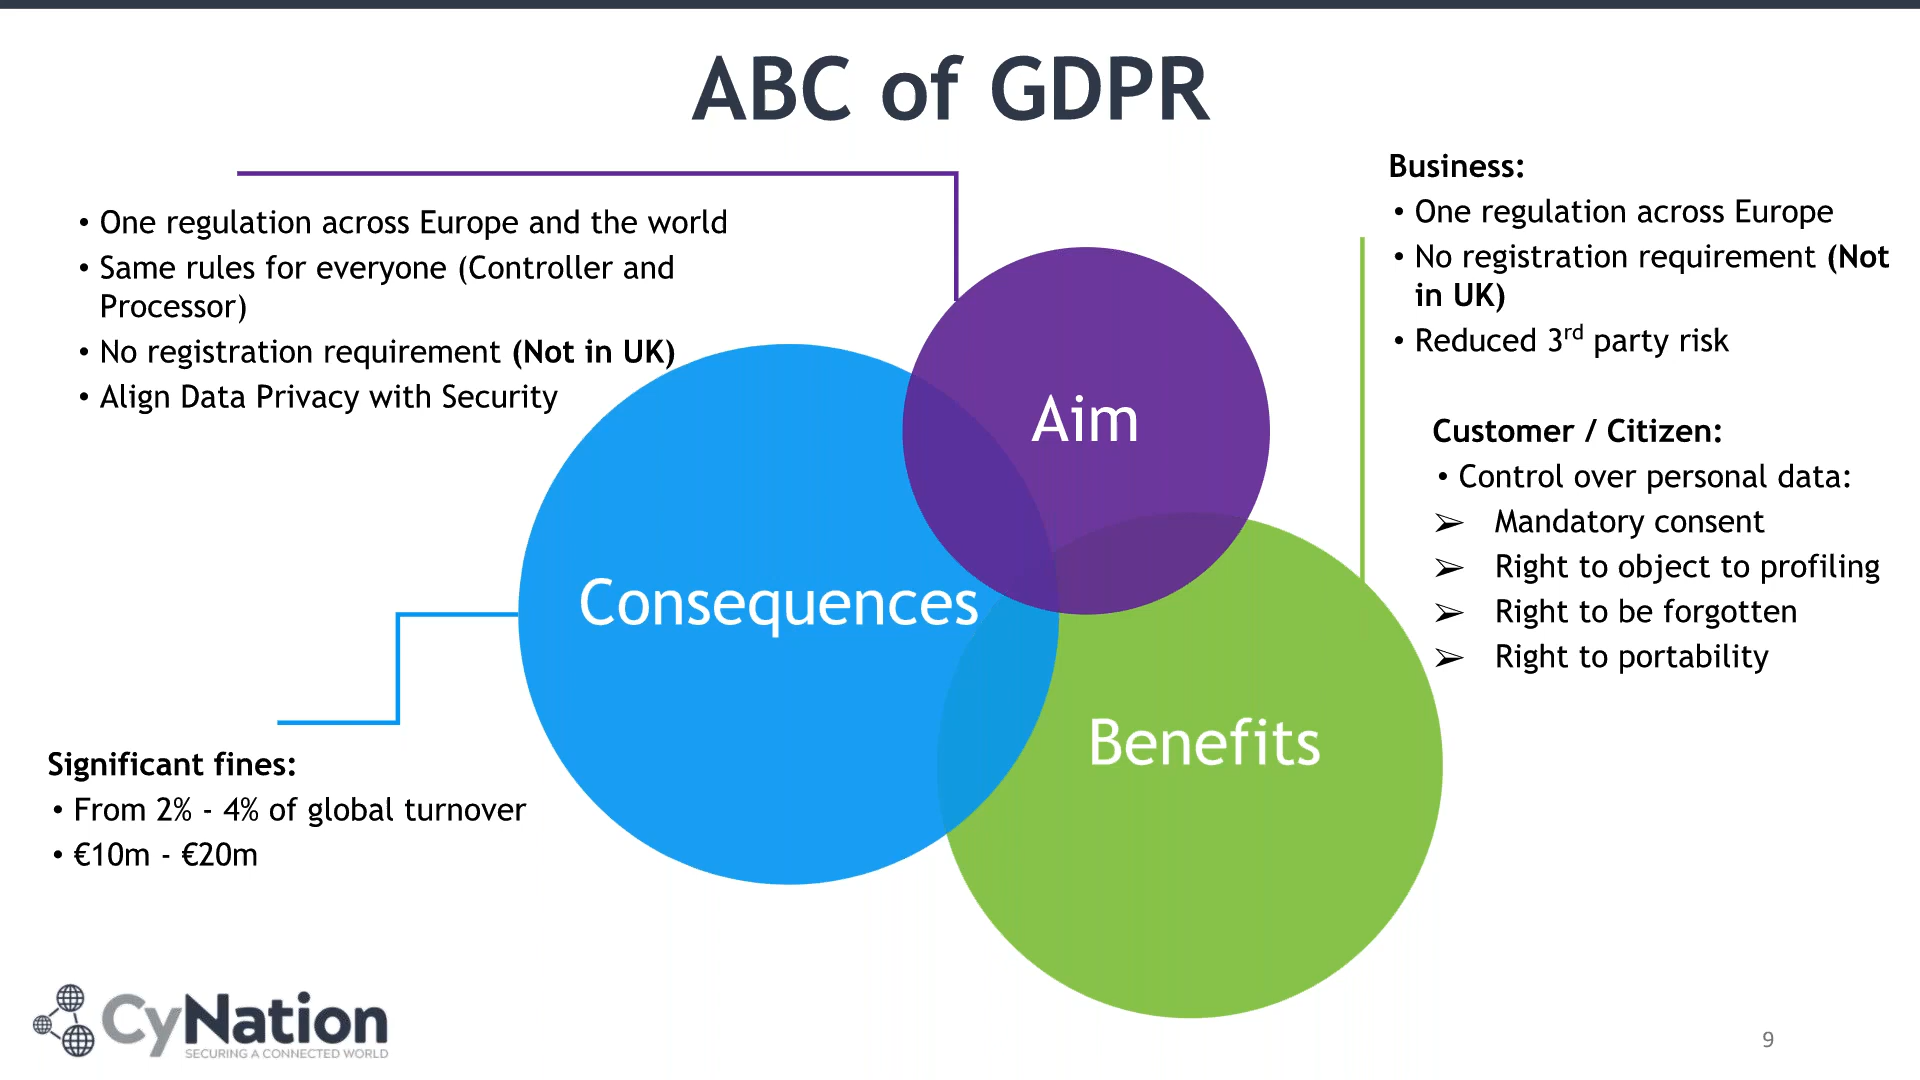 ABC of GDPR
• One regulation across Europe and the world
• Same rules for everyone (Controller and
Processor)
• No registration requirement (Not in UK)
• Align Data Privacy with Security
Business:
• One regulation across Europe
• No registration requirement (Not
in UK)
• Reduced 3rd party risk
Customer / Citizen:
• Control over personal data:
➢ Mandatory consent
➢ Right to object to profiling
➢ Right to be forgotten
➢ Right to portability
Aim
Consequences
Benefits
Significant fines:
• From 2% - 4% of global turnover
• €10m - €20m
CyNation
SECURING A CONNECTED WORLD
9